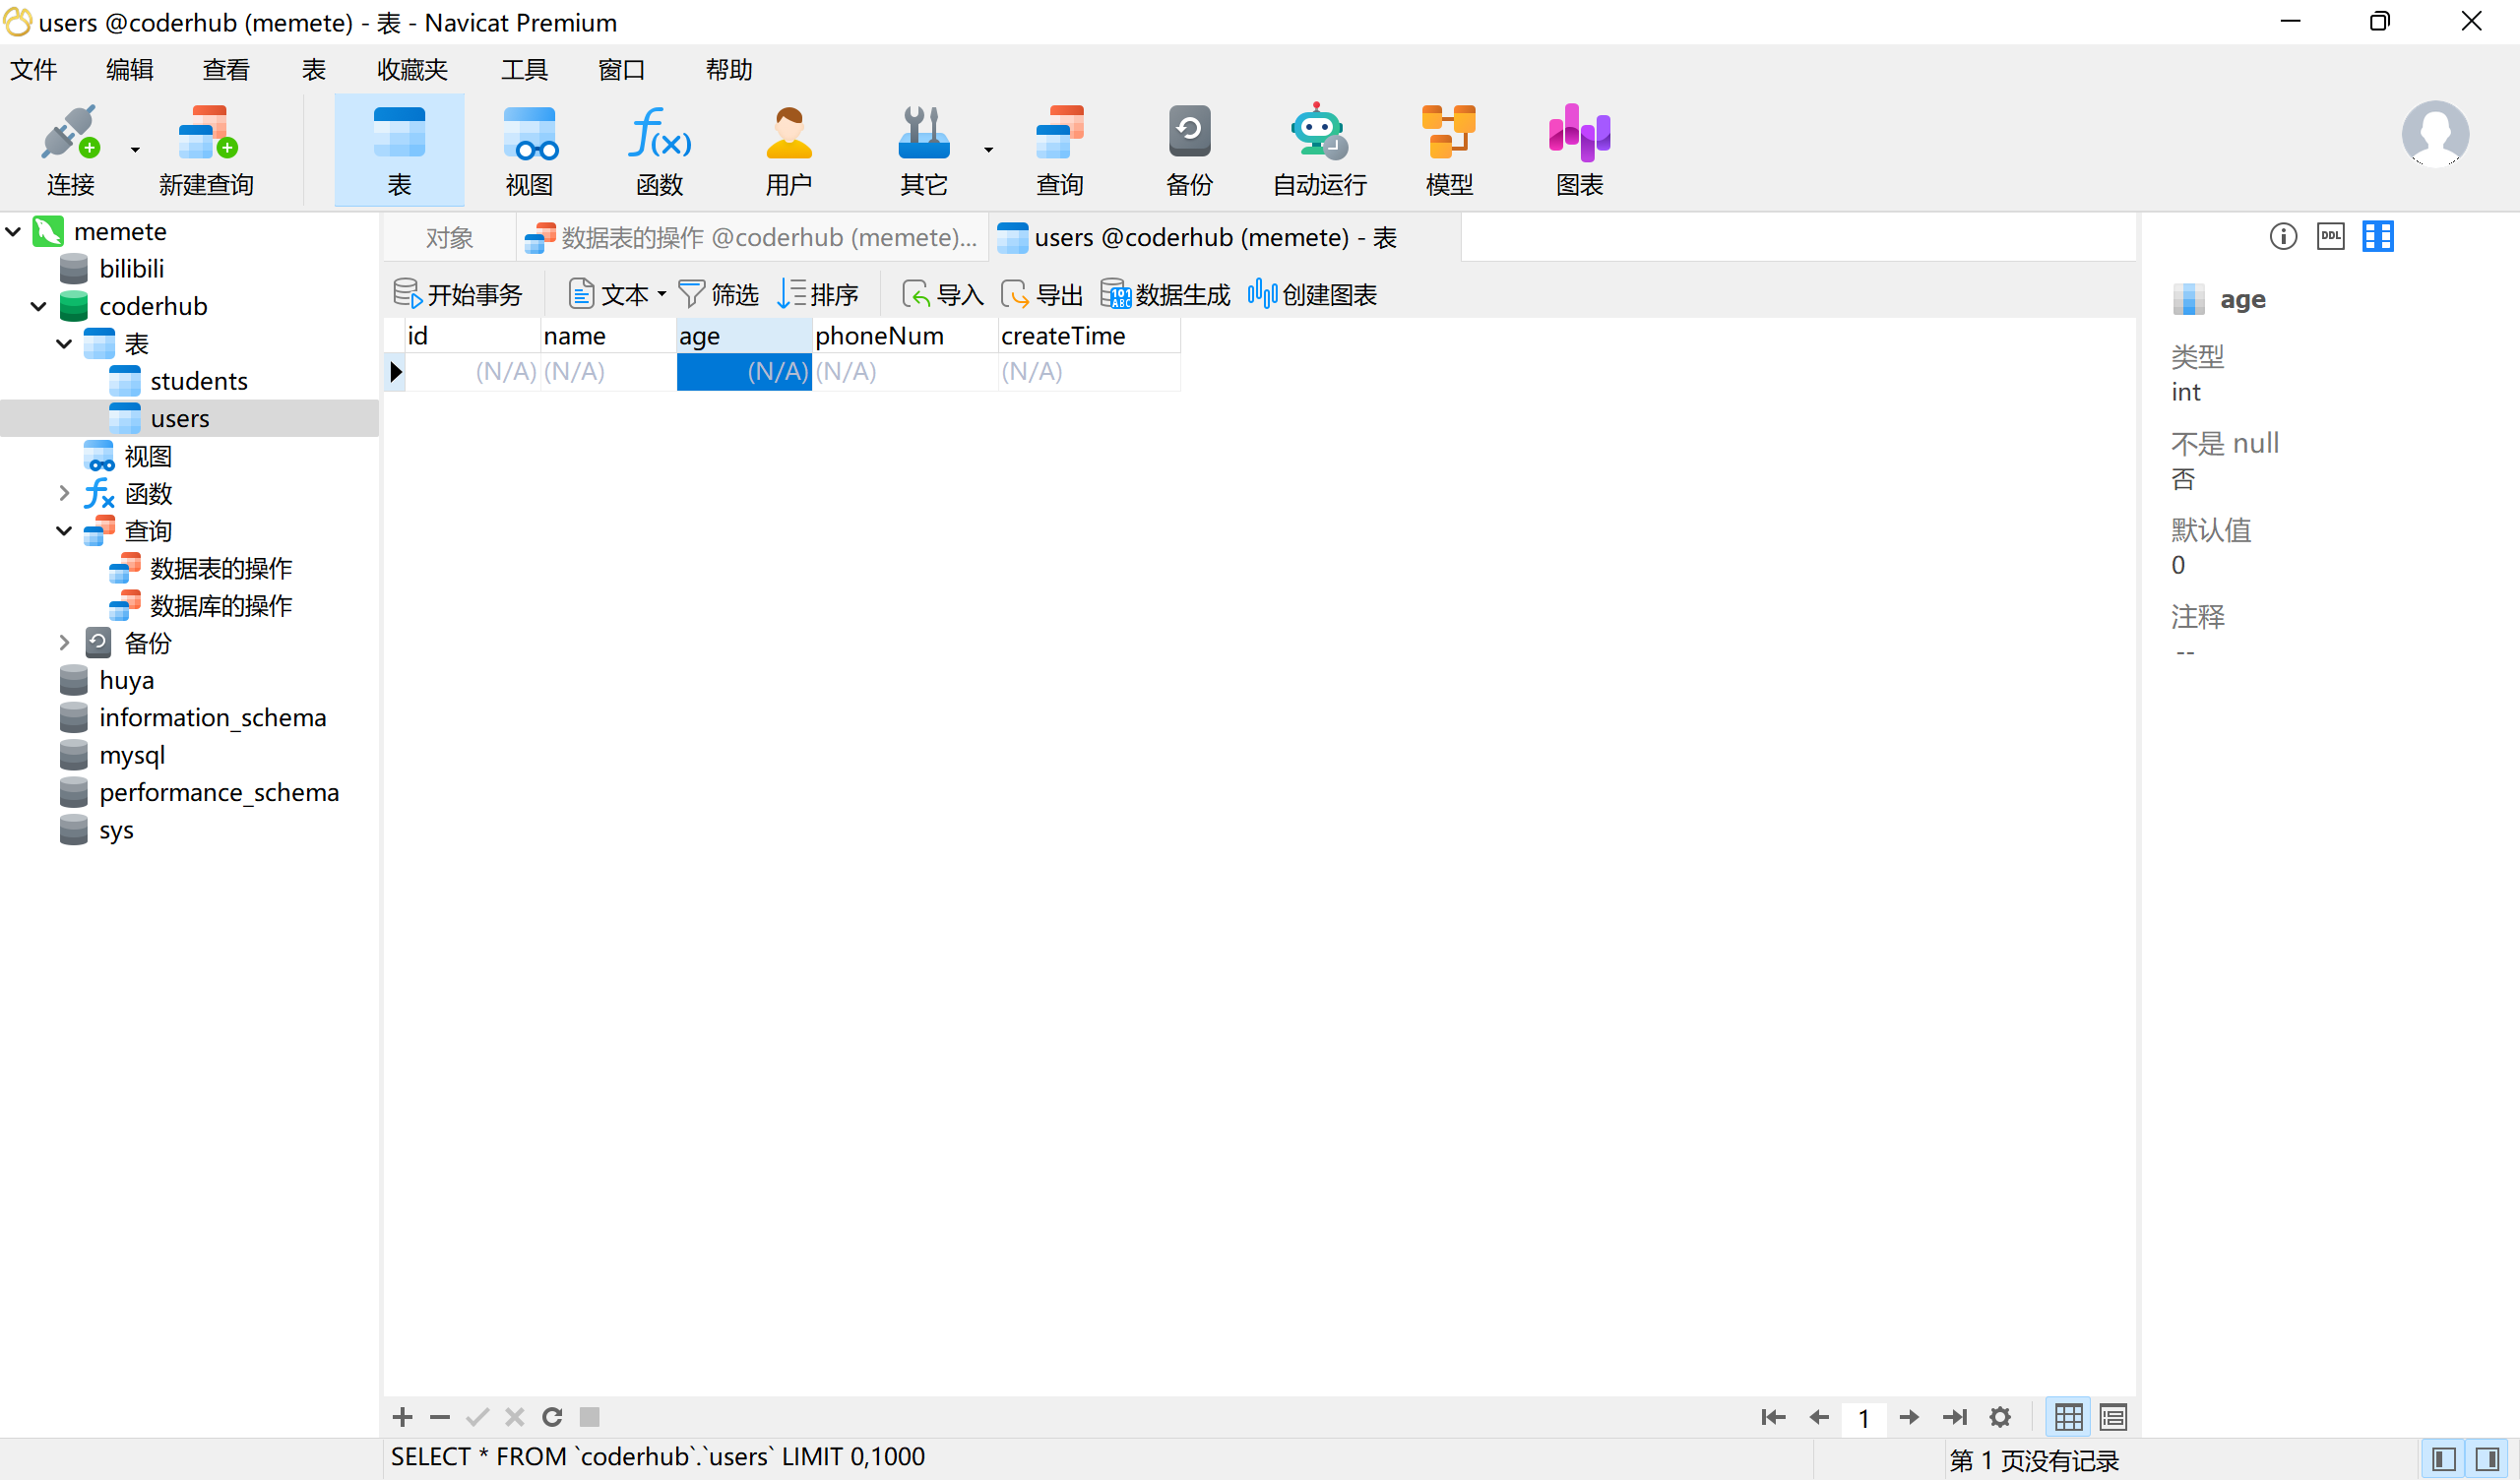 users @coderhub (memete) - 表 - Navicat Premium
文件 编辑 查看 表 收藏夹 工具 窗口 帮助
连接 新建查询 表 视图 函数 用户 其它 查询 备份 自动运行 模型 图表
memete
bilibili
coderhub
表
students
users
视图
函数
查询
数据表的操作
数据库的操作
备份
huya
information_schema
mysql
performance_schema
sys
对象 数据表的操作 @coderhub (memete)... users @coderhub (memete) - 表
开始事务 文本 筛选 排序 导入 导出 数据生成 创建图表
id name age phoneNum createTime
(N/A) (N/A) (N/A) (N/A) (N/A)
DDL
age
类型
int
不是 null
否
默认值
0
注释
--
1
SELECT * FROM `coderhub`.`users` LIMIT 0,1000 第 1 页没有记录